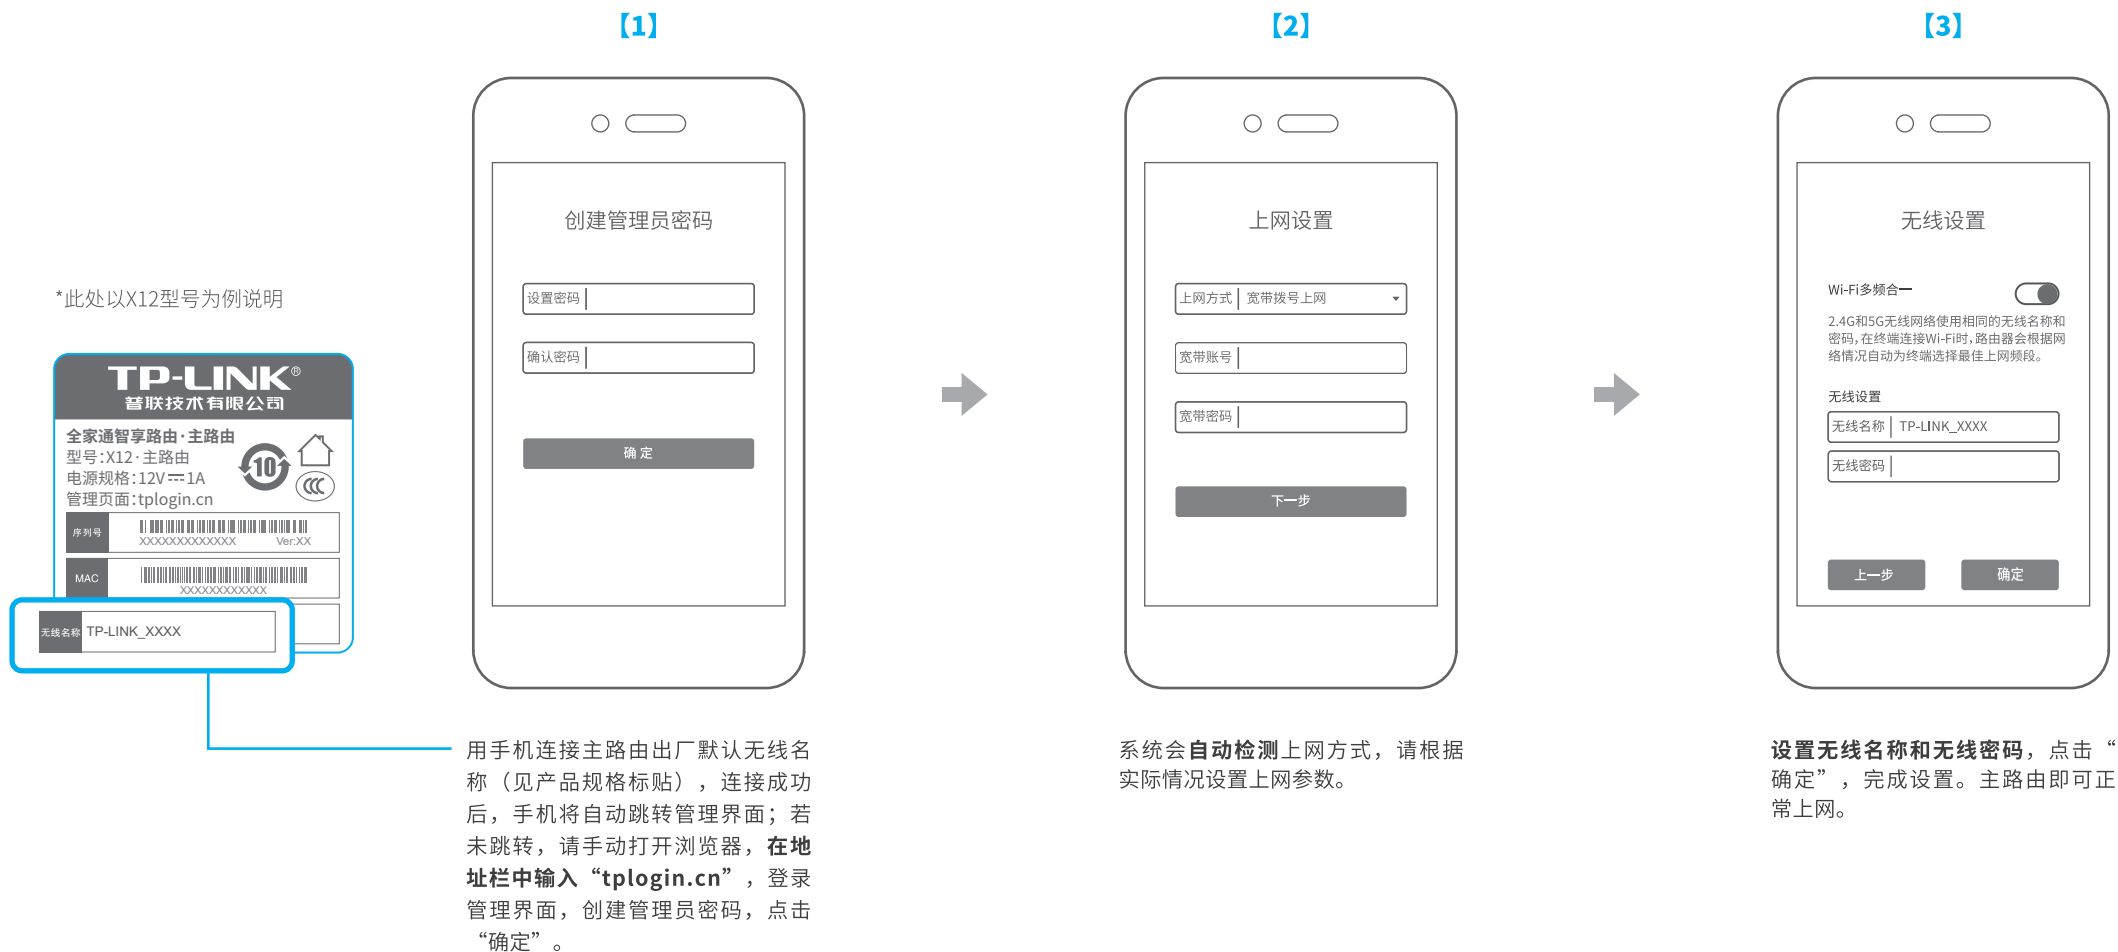 【1】
【2】
【3】
*此处以X12型号为例说明
TP-LINK®
普联技术有限公司
全家通智享路由·主路由
型号:X12·主路由
电源规格:12V⎓1A
管理页面:tplogin.cn
10
CCC
序列号
XXXXXXXXXXXXX Ver:XX
MAC
XXXXXXXXXXXX
无线名称 TP-LINK_XXXX
创建管理员密码
设置密码
确认密码
确 定
用手机连接主路由出厂默认无线名
称（见产品规格标贴），连接成功
后，手机将自动跳转管理界面；若
未跳转，请手动打开浏览器，在地
址栏中输入“tplogin.cn”，登录
管理界面，创建管理员密码，点击
“确定”。
上网设置
上网方式 宽带拨号上网
宽带账号
宽带密码
下一步
系统会自动检测上网方式，请根据
实际情况设置上网参数。
无线设置
Wi-Fi多频合一
2.4G和5G无线网络使用相同的无线名称和
密码,在终端连接Wi-Fi时,路由器会根据网
络情况自动为终端选择最佳上网频段。
无线设置
无线名称 TP-LINK_XXXX
无线密码
上一步
确定
设置无线名称和无线密码，点击“
确定”，完成设置。主路由即可正
常上网。